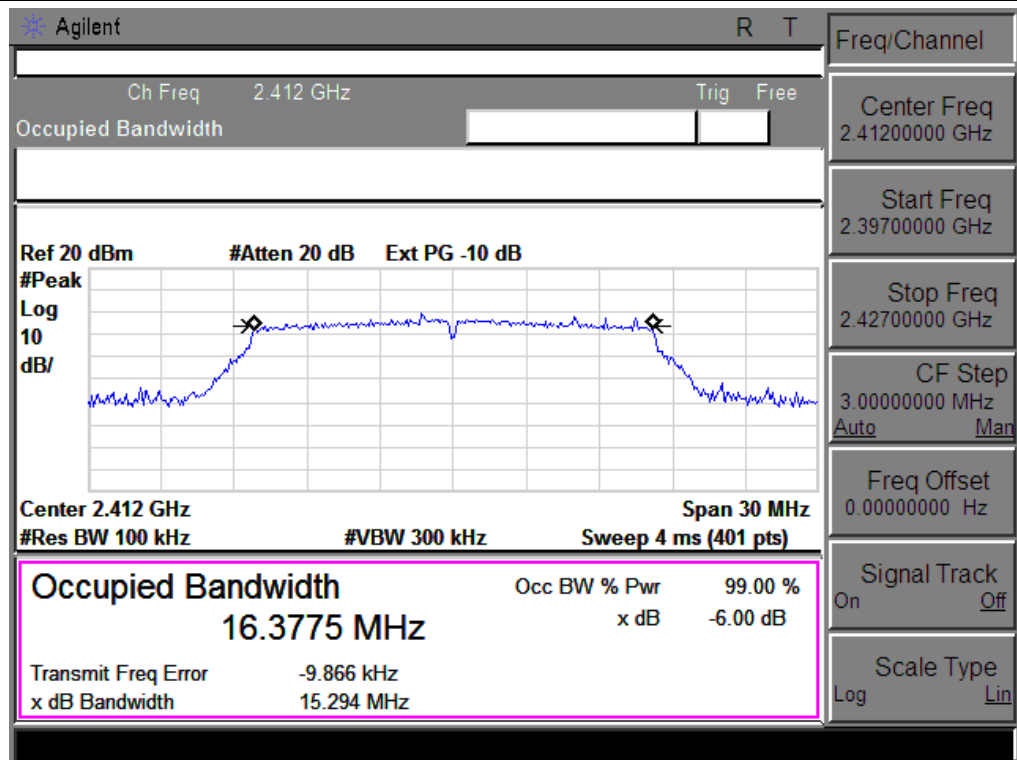 Agilent R T
Ch Freq 2.412 GHz Trig Free
Occupied Bandwidth
Ref 20 dBm #Atten 20 dB Ext PG -10 dB
#Peak
Log
10
dB/
Center 2.412 GHz Span 30 MHz
#Res BW 100 kHz #VBW 300 kHz Sweep 4 ms (401 pts)
Occupied Bandwidth Occ BW % Pwr 99.00 %
16.3775 MHz x dB -6.00 dB
Transmit Freq Error -9.866 kHz
x dB Bandwidth 15.294 MHz
Freq/Channel
Center Freq
2.41200000 GHz
Start Freq
2.39700000 GHz
Stop Freq
2.42700000 GHz
CF Step
3.00000000 MHz
Auto Man
Freq Offset
0.00000000 Hz
Signal Track
On Off
Scale Type
Log Lin